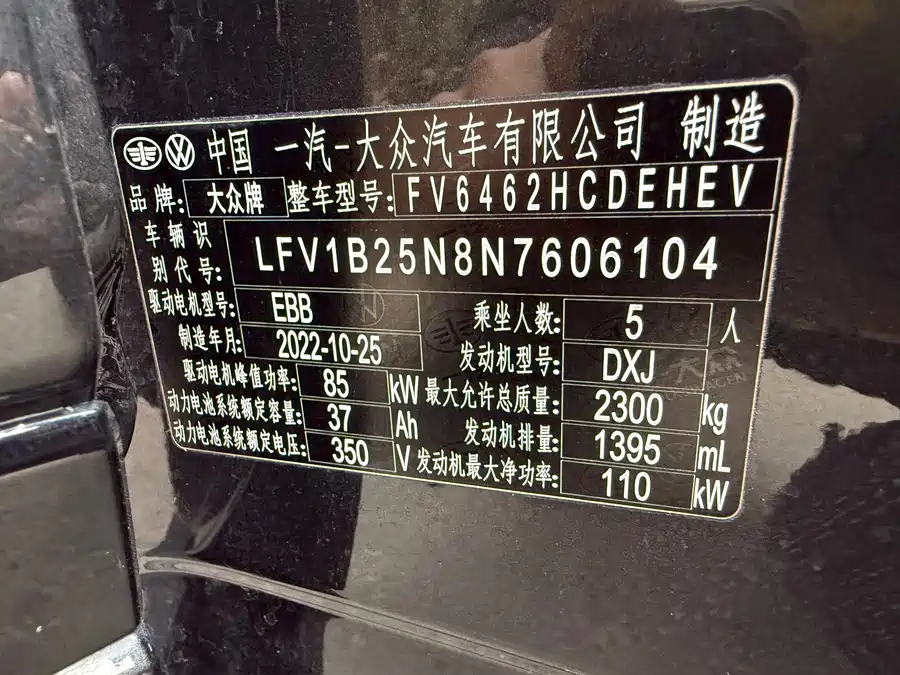 中国 一汽-大众汽车有限公司 制造
品牌: 大众牌 整车型号: FV6462HCDEHEV
车辆识别代号: LFV1B25N8N7606104
驱动电机型号: EBB 乘坐人数: 5 人
制造年月: 2022-10-25 发动机型号: DXJ
驱动电机峰值功率: 85 kW 最大允许总质量: 2300 kg
动力电池系统额定容量: 37 Ah 发动机排量: 1395 mL
动力电池系统额定电压: 350 V 发动机最大净功率: 110 kW